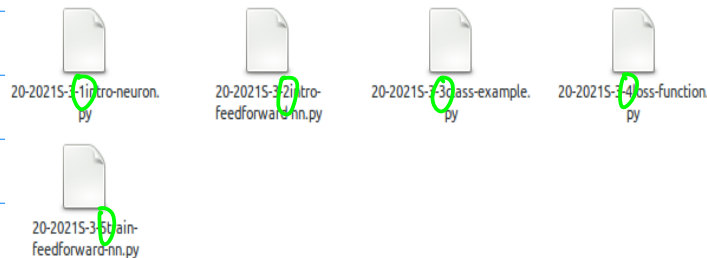 20-2021S-3-1intro-neuron.
py
20-2021S-3-2intro-
feedforward-nn.py
20-2021S-3-3class-example.
py
20-2021S-3-4loss-function.
py
20-2021S-3-5train-
feedforward-nn.py